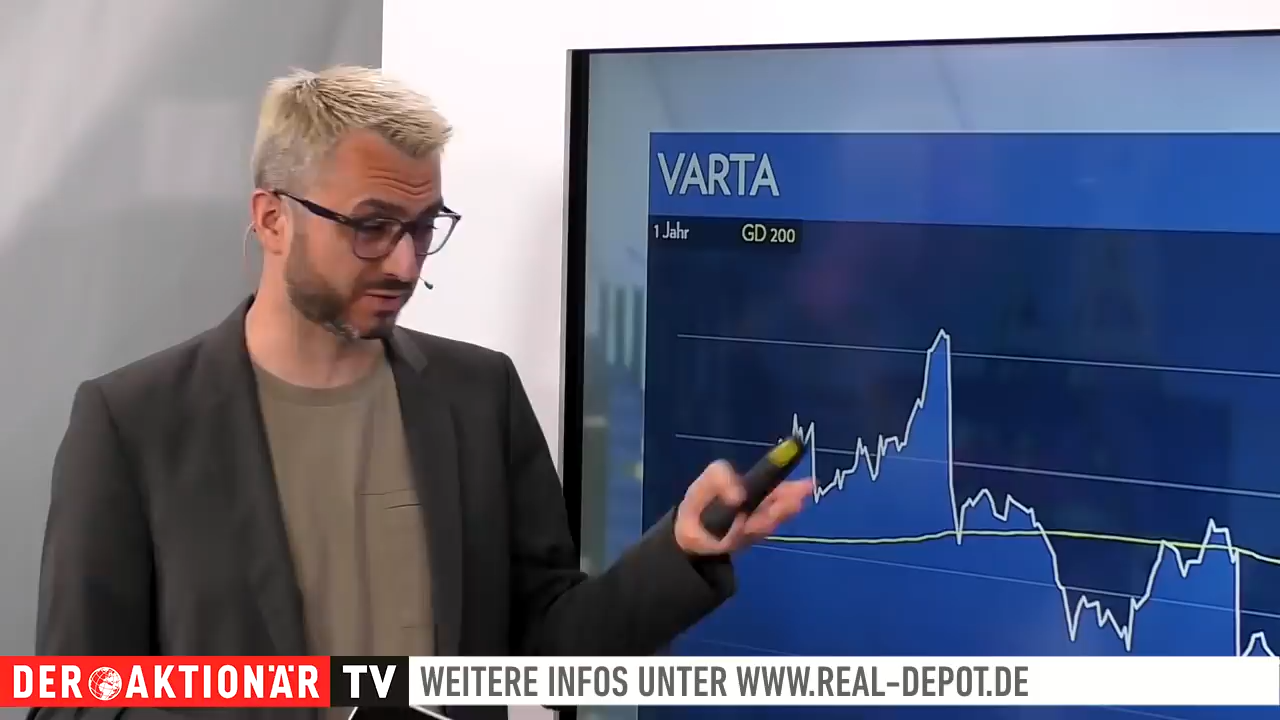 VARTA
1 Jahr GD 200
DER AKTIONÄR TV WEITERE INFOS UNTER WWW.REAL-DEPOT.DE